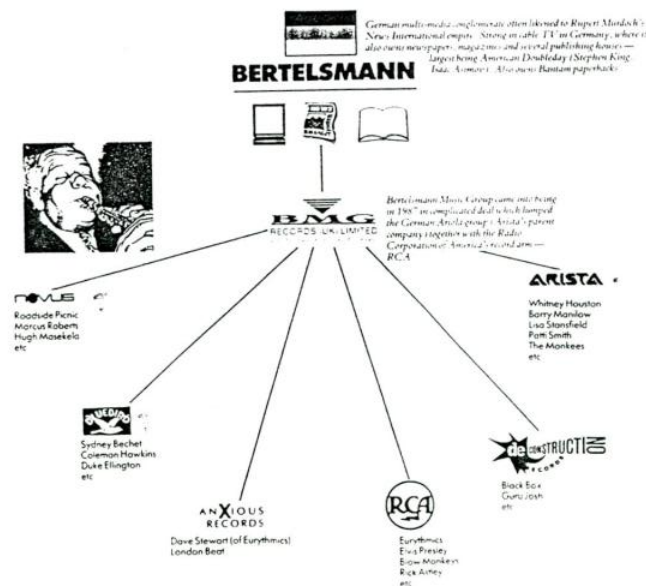 German multi-media conglomerate often likened to Rupert Murdoch's
News International empire. Strong in cable TV in Germany, where it
also owns newspapers, magazines and several publishing houses —
largest being American Doubleday (Stephen King,
Isaac Asimov). Also owns Bantam paperbacks
BERTELSMANN
BMG
RECORDS (UK) LIMITED
Bertelsmann Music Group came into being
in 1987 in complicated deal which lumped
the German Ariola group (Arista's parent
company) together with the Radio
Corporation of America's record arm —
RCA
NOVUS
Roadside Picnic
Marcus Roberts
Hugh Masekela
etc
ARISTA
Whitney Houston
Barry Manilow
Lisa Stansfield
Patti Smith
The Monkees
etc
BLUEBIRD
Sydney Bechet
Coleman Hawkins
Duke Ellington
etc
deCONSTRUCTION
RECORDS
Black Box
Guru Josh
etc
ANXIOUS
RECORDS
Dave Stewart (of Eurythmics)
London Beat
RCA
Eurythmics
Elvis Presley
Blow Monkeys
Rick Astley
etc